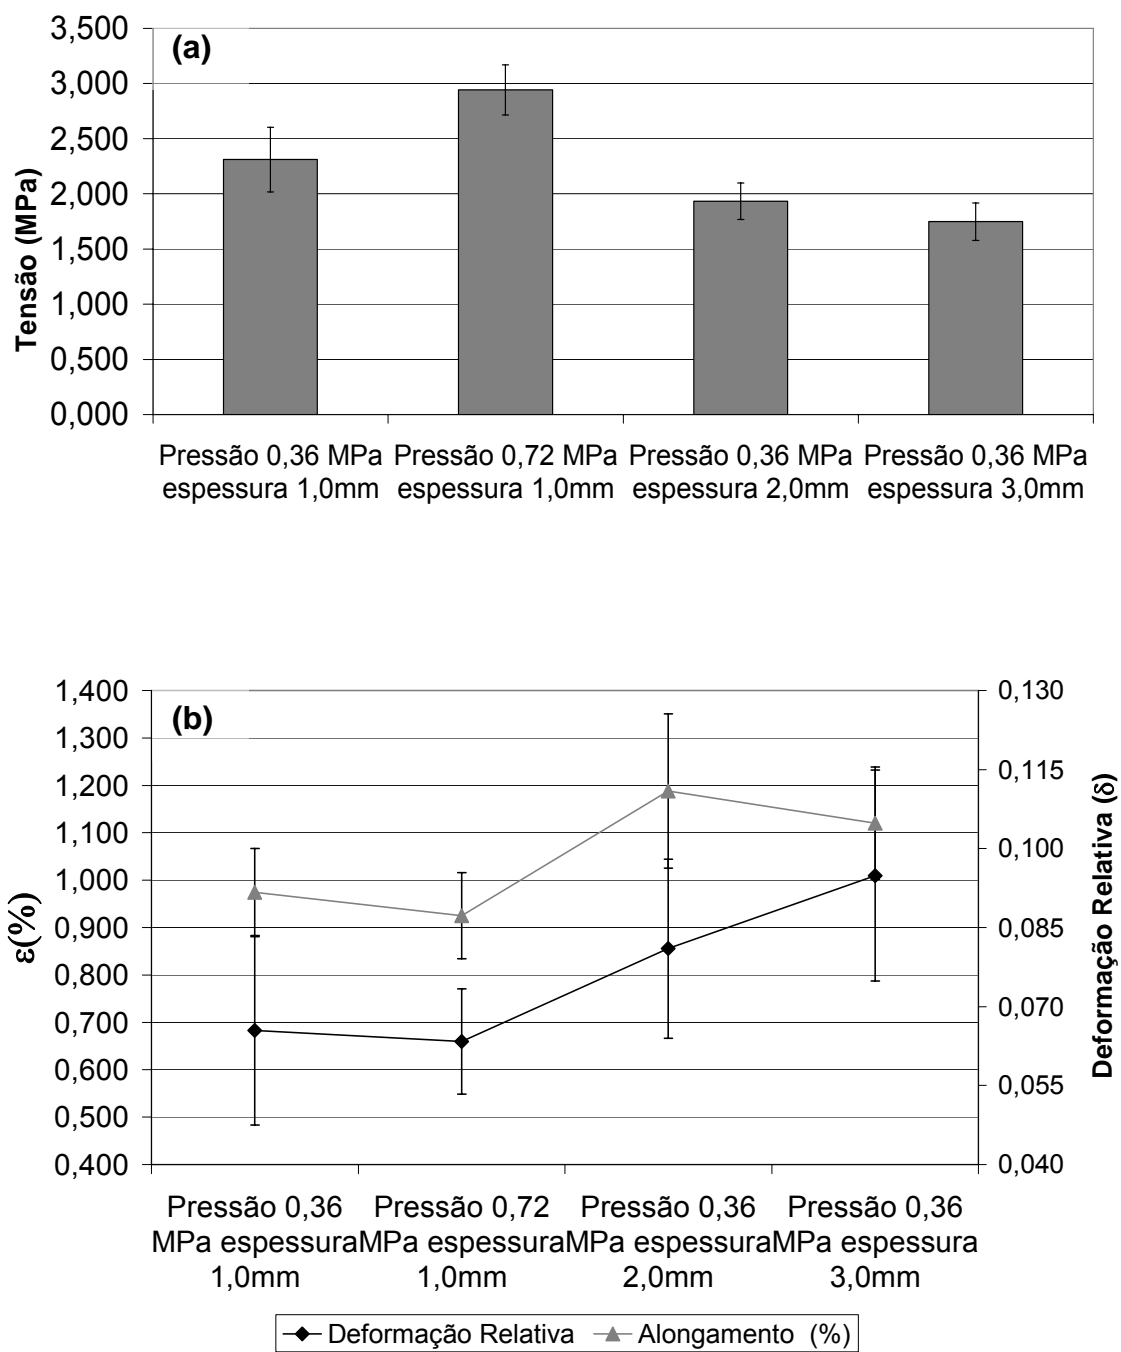 (a)
Tensão (MPa)
3,500
3,000
2,500
2,000
1,500
1,000
0,500
0,000
Pressão 0,36 MPa
espessura 1,0mm
Pressão 0,72 MPa
espessura 1,0mm
Pressão 0,36 MPa
espessura 2,0mm
Pressão 0,36 MPa
espessura 3,0mm
(b)
ε(%)
1,400
1,300
1,200
1,100
1,000
0,900
0,800
0,700
0,600
0,500
0,400
0,130
0,115
0,100
0,085
0,070
0,055
0,040
Deformação Relativa (δ)
Pressão 0,36
MPa espessura
1,0mm
Pressão 0,72
MPa espessura
1,0mm
Pressão 0,36
MPa espessura
2,0mm
Pressão 0,36
MPa espessura
3,0mm
Deformação Relativa
Alongamento (%)